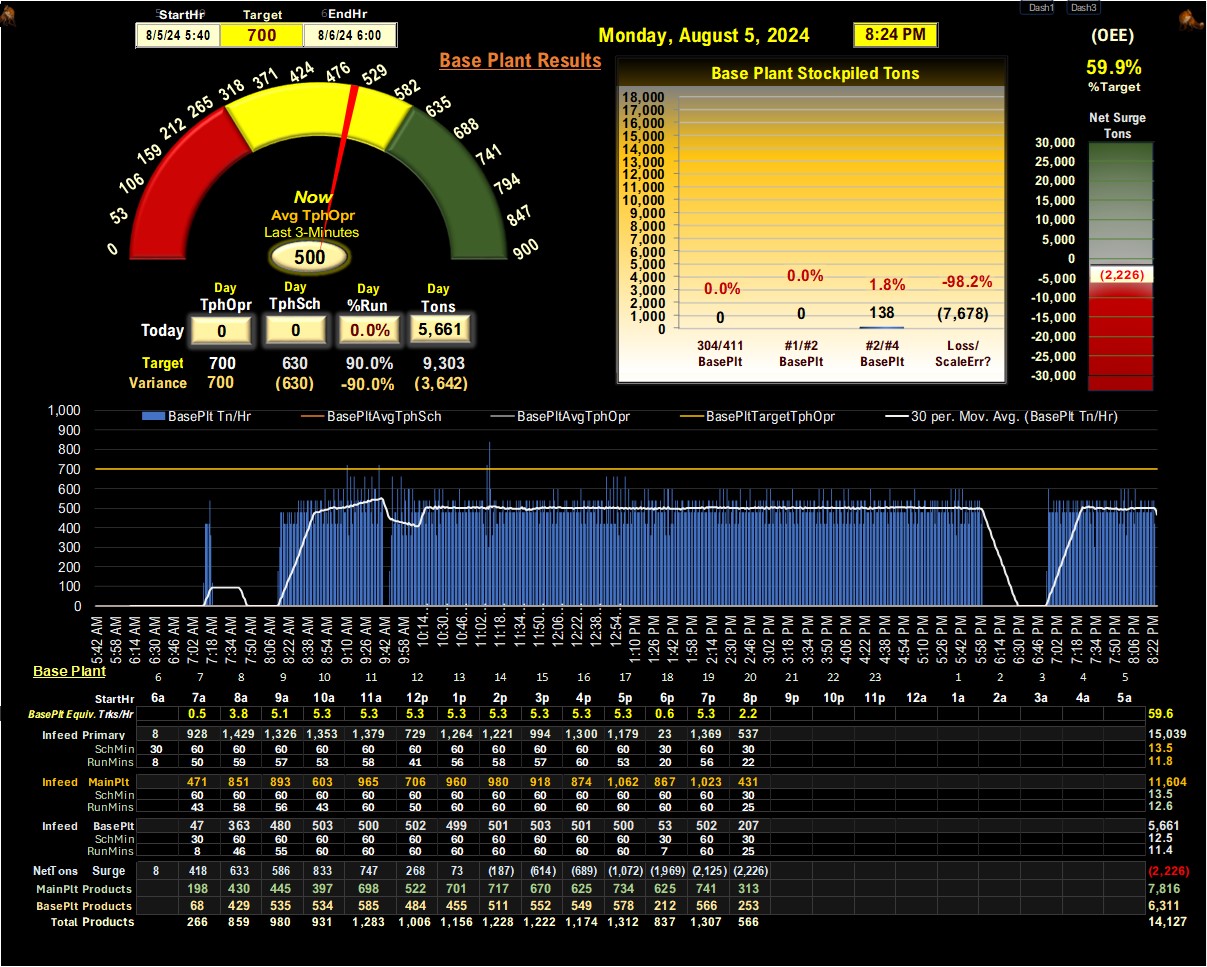 Dash1 Dash3
StartHr Target EndHr
8/5/24 5:40 700 8/6/24 6:00
Monday, August 5, 2024 8:24 PM
(OEE)
59.9%
%Target
Base Plant Results
0 53 106 159 212 265 318 371 424 476 529 582 635 688 741 794 847 900
Now
Avg TphOpr
Last 3-Minutes
500
Day Day Day Day
TphOpr TphSch %Run Tons
Today 0 0 0.0% 5,661
Target 700 630 90.0% 9,303
Variance 700 (630) -90.0% (3,642)
Base Plant Stockpiled Tons
18,000
17,000
16,000
15,000
14,000
13,000
12,000
11,000
10,000
9,000
8,000
7,000
6,000
5,000
4,000
3,000
2,000
1,000
0
0.0% 0.0% 1.8% -98.2%
0 0 138 (7,678)
304/411 #1/#2 #2/#4 Loss/
BasePlt BasePlt BasePlt ScaleErr?
Net Surge
Tons
30,000
25,000
20,000
15,000
10,000
5,000
0
-5,000
-10,000
-15,000
-20,000
-25,000
-30,000
(2,226)
BasePlt Tn/Hr BasePltAvgTphSch BasePltAvgTphOpr BasePltTargetTphOpr 30 per. Mov. Avg. (BasePlt Tn/Hr)
1,000
900
800
700
600
500
400
300
200
100
0
5:42 AM 5:58 AM 6:14 AM 6:30 AM 6:46 AM 7:02 AM 7:18 AM 7:34 AM 7:50 AM 8:06 AM 8:22 AM 8:38 AM 8:54 AM 9:10 AM 9:26 AM 9:42 AM 9:58 AM 10:14… 10:30… 10:46… 11:02… 11:18… 11:34… 11:50… 12:06… 12:22… 12:38… 12:54… 1:10 PM 1:26 PM 1:42 PM 1:58 PM 2:14 PM 2:30 PM 2:46 PM 3:02 PM 3:18 PM 3:34 PM 3:50 PM 4:06 PM 4:22 PM 4:38 PM 4:54 PM 5:10 PM 5:26 PM 5:42 PM 5:58 PM 6:14 PM 6:30 PM 6:46 PM 7:02 PM 7:18 PM 7:34 PM 7:50 PM 8:06 PM 8:22 PM
Base Plant
6 7 8 9 10 11 12 13 14 15 16 17 18 19 20 21 22 23 1 2 3 4 5
StartHr 6a 7a 8a 9a 10a 11a 12p 1p 2p 3p 4p 5p 6p 7p 8p 9p 10p 11p 12a 1a 2a 3a 4a 5a
BasePlt Equiv. Trks/Hr 0.5 3.8 5.1 5.3 5.3 5.3 5.3 5.3 5.3 5.3 5.3 0.6 5.3 2.2 59.6
Infeed Primary 8 928 1,429 1,326 1,353 1,379 729 1,264 1,221 994 1,300 1,179 23 1,369 537 15,039
SchMin 30 60 60 60 60 60 60 60 60 60 60 60 30 60 30 13.5
RunMins 8 50 59 57 53 58 41 56 58 57 60 53 20 56 22 11.8
Infeed MainPlt 471 851 893 603 965 706 960 980 918 874 1,062 867 1,023 431 11,604
SchMin 60 60 60 60 60 60 60 60 60 60 60 60 60 30 13.5
RunMins 43 58 56 43 60 50 60 60 60 60 60 60 60 25 12.6
Infeed BasePlt 47 363 480 503 500 502 499 501 503 501 500 53 502 207 5,661
SchMin 30 60 60 60 60 60 60 60 60 60 60 30 60 30 12.5
RunMins 8 46 55 60 60 60 60 60 60 60 60 7 60 25 11.4
NetTons Surge 8 418 633 586 833 747 268 73 (187) (614) (689) (1,072) (1,969) (2,125) (2,226) (2,226)
MainPlt Products 198 430 445 397 698 522 701 717 670 625 734 625 741 313 7,816
BasePlt Products 68 429 535 534 585 484 455 511 552 549 578 212 566 253 6,311
Total Products 266 859 980 931 1,283 1,006 1,156 1,228 1,222 1,174 1,312 837 1,307 566 14,127